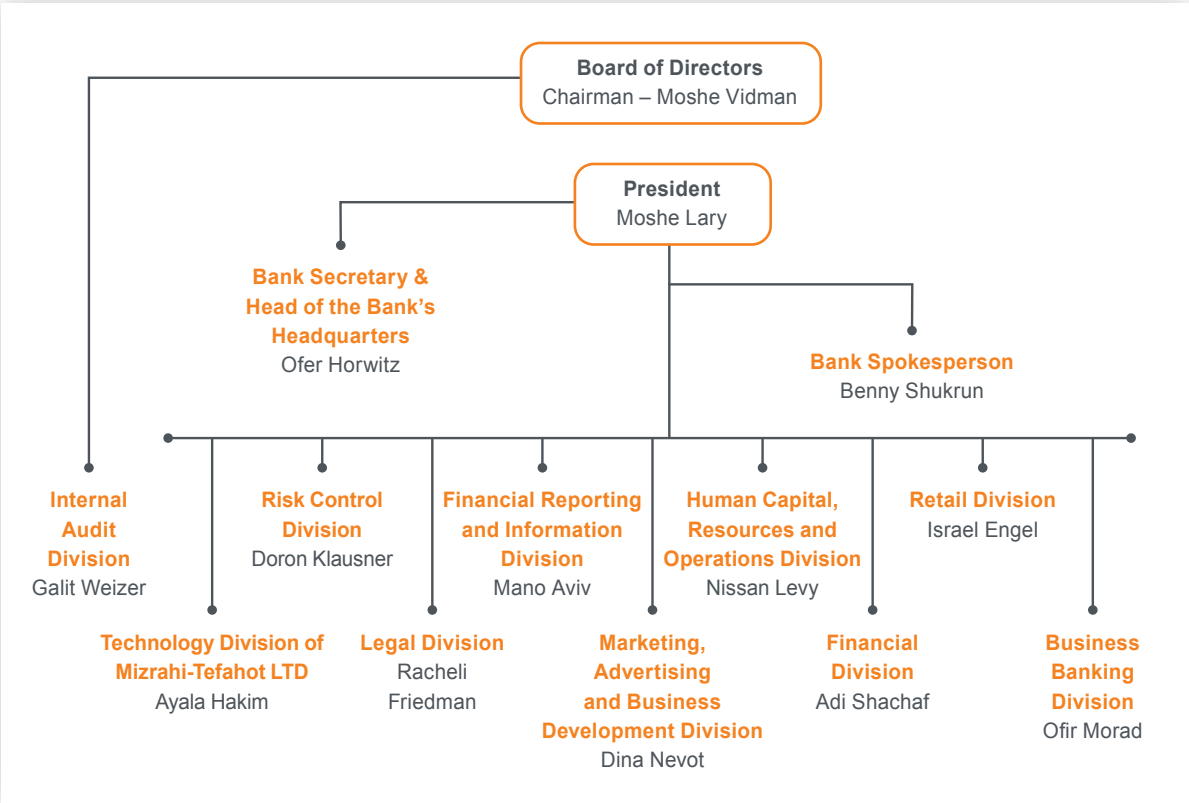 Board of Directors
Chairman – Moshe Vidman
President
Moshe Lary
Bank Secretary &
Head of the Bank's
Headquarters
Ofer Horwitz
Bank Spokesperson
Benny Shukrun
Internal
Audit
Division
Galit Weizer
Risk Control
Division
Doron Klausner
Financial Reporting
and Information
Division
Mano Aviv
Human Capital,
Resources and
Operations Division
Nissan Levy
Retail Division
Israel Engel
Technology Division of
Mizrahi-Tefahot LTD
Ayala Hakim
Legal Division
Racheli
Friedman
Marketing,
Advertising
and Business
Development Division
Dina Nevot
Financial
Division
Adi Shachaf
Business
Banking
Division
Ofir Morad